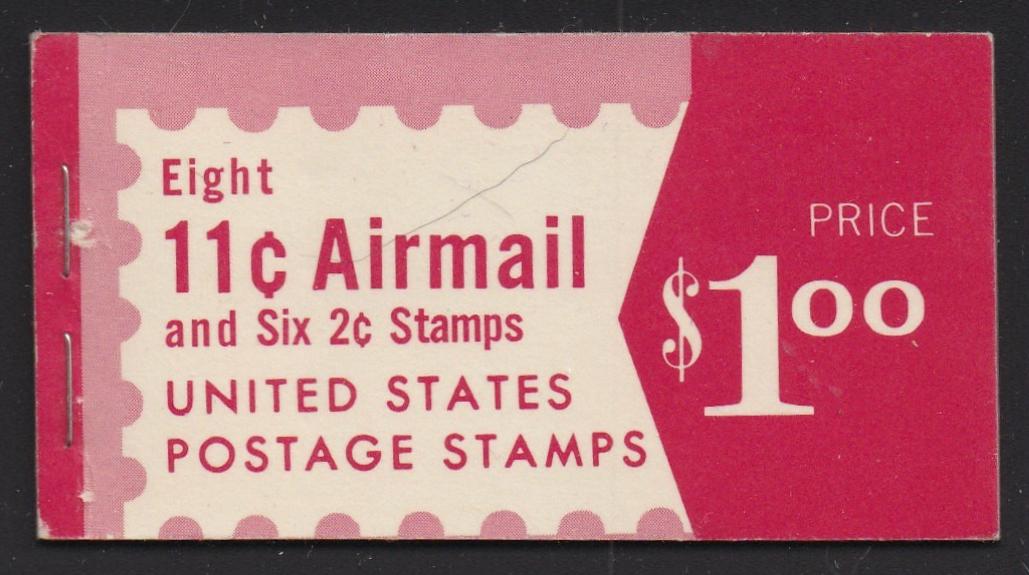 Eight
11¢ Airmail
and Six 2¢ Stamps
UNITED STATES
POSTAGE STAMPS
PRICE
$1 00